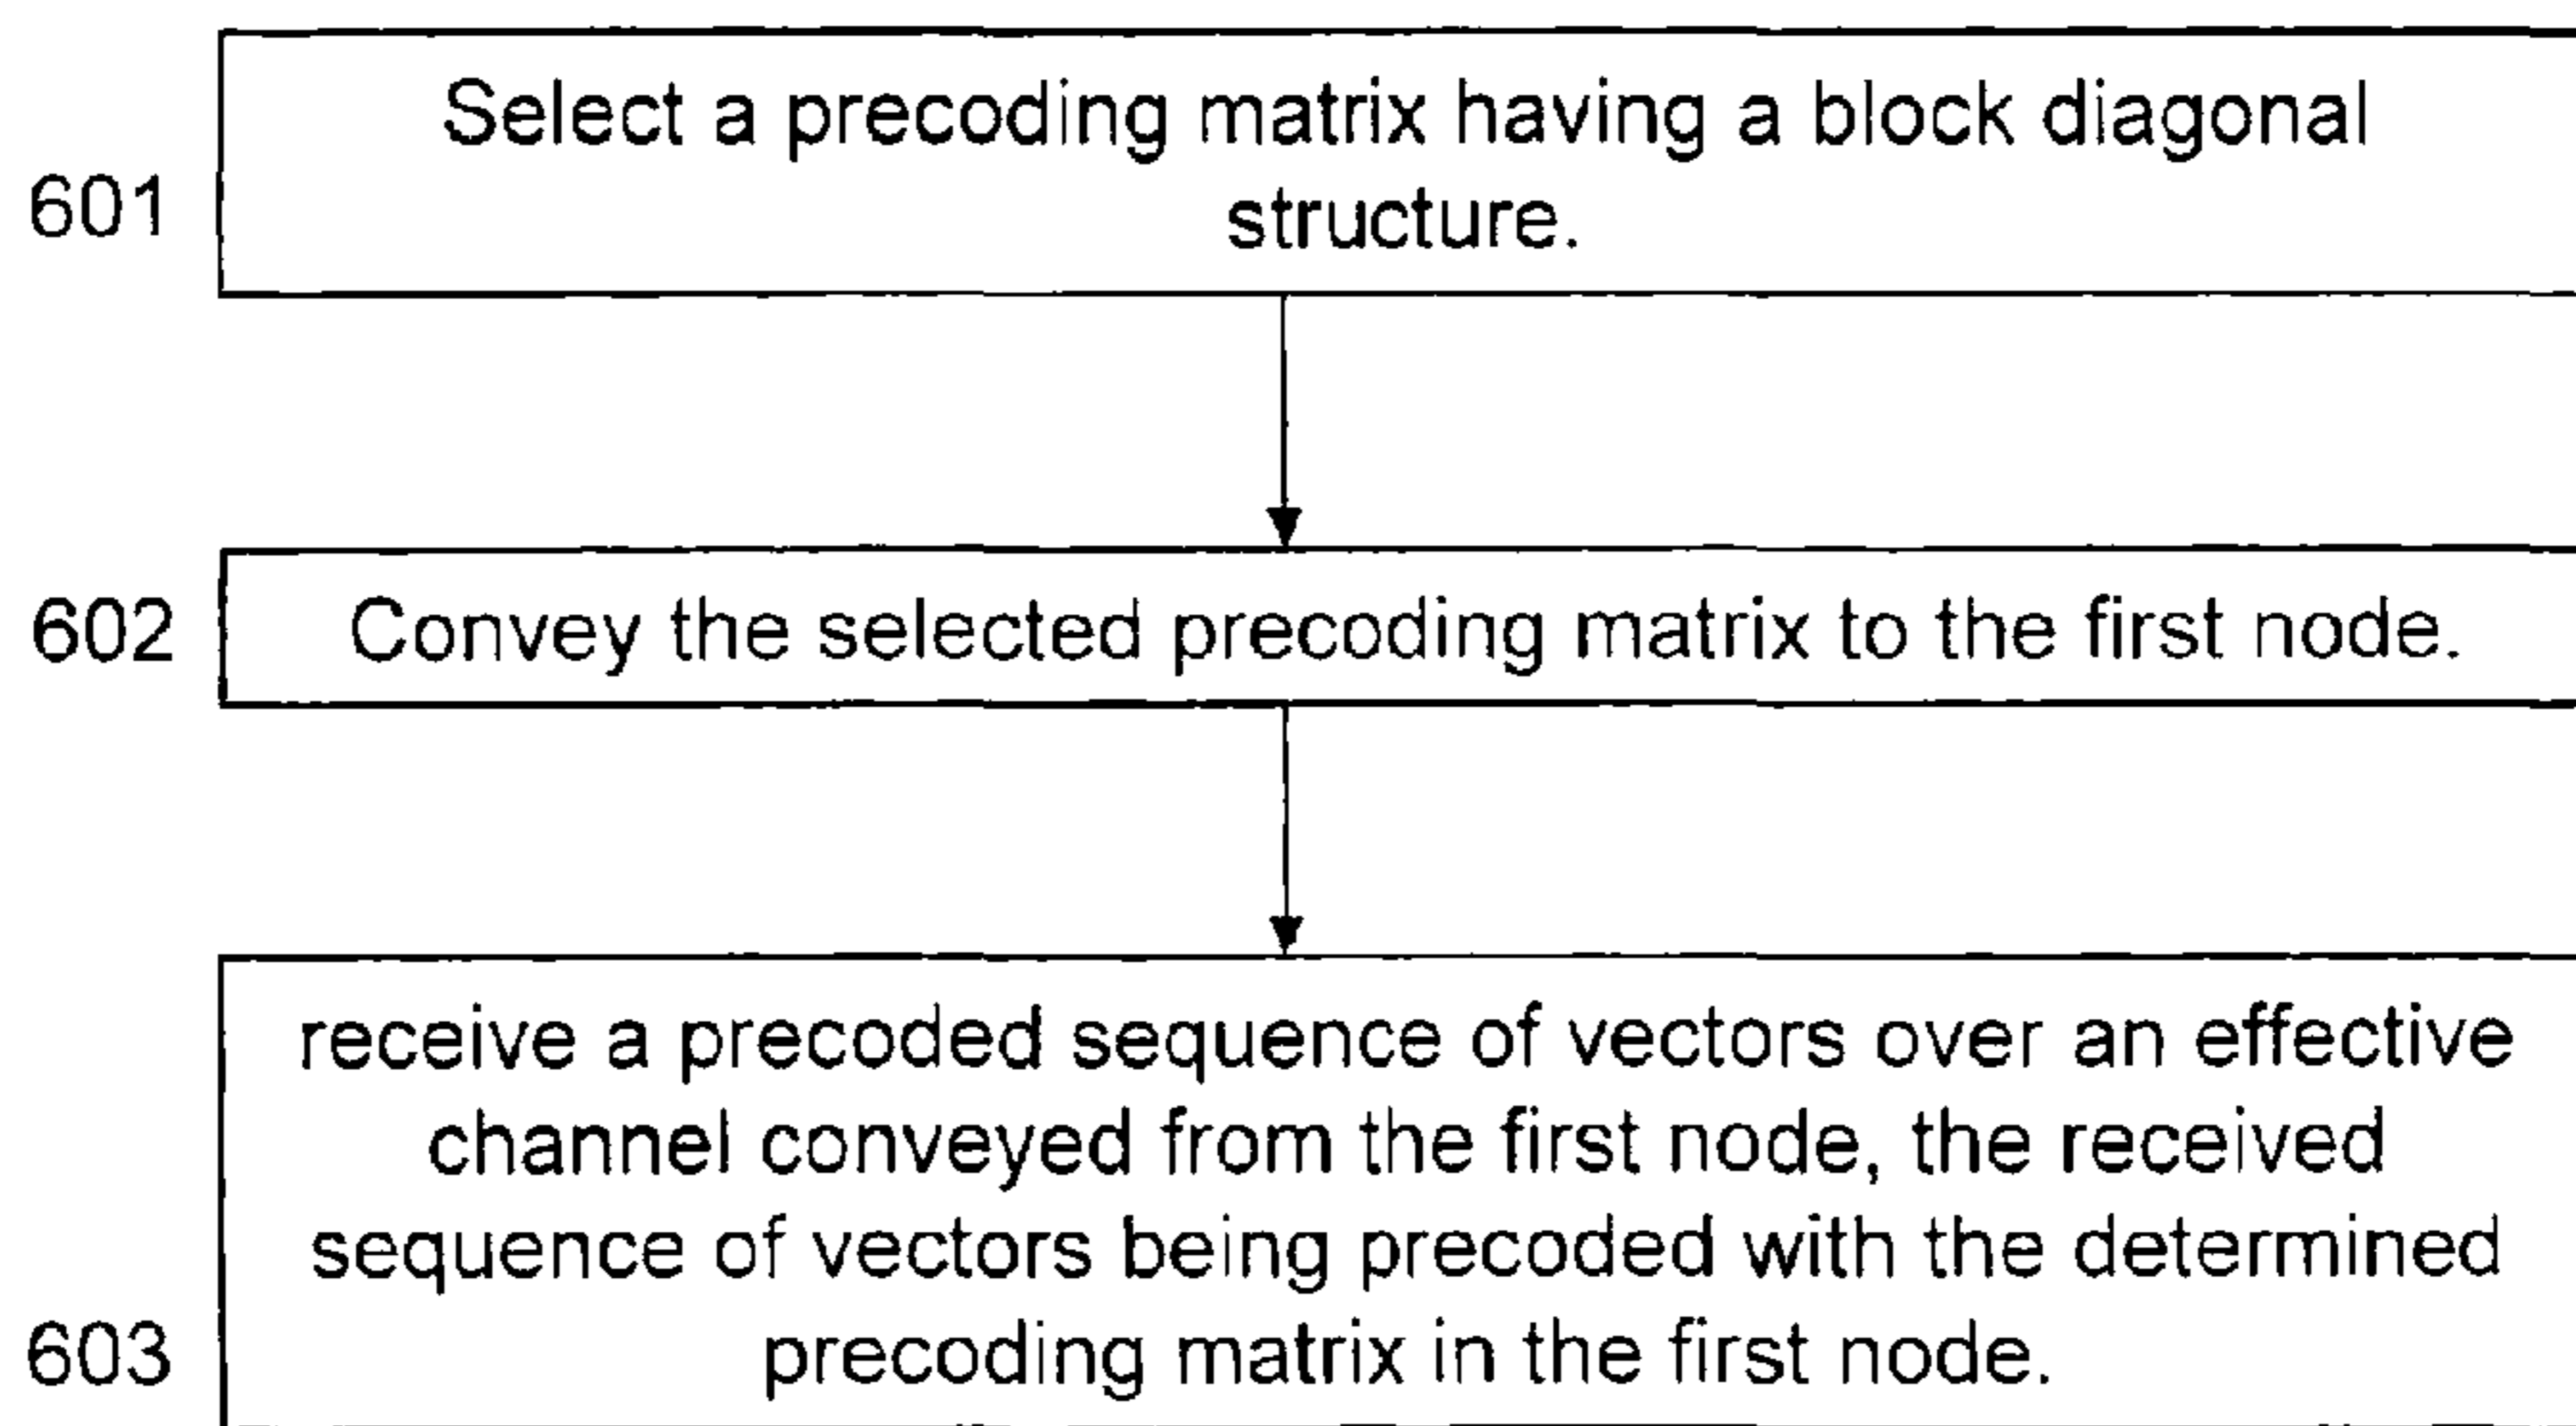 Select a precoding matrix having a block diagonal
601
structure.
602
Convey the selected precoding matrix to the first node.
receive a precoded sequence of vectors over an effective
channel conveyed from the first node, the received
sequence of vectors being precoded with the determined
603
precoding matrix in the first node.